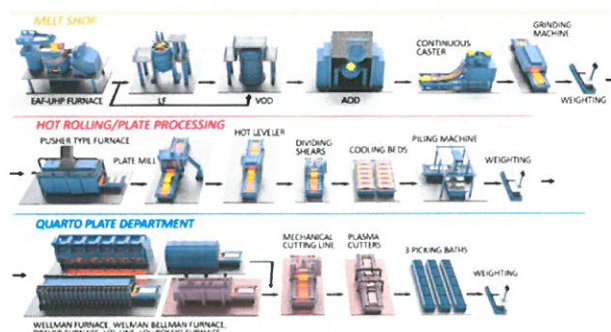 MELT SHOP
GRINDING
MACHINE
CONTINUOUS
CASTER
EAF-UHP FURNACE
LF
VOD
AOD
WEIGHTING
HOT ROLLING/PLATE PROCESSING
PUSHER TYPE FURNACE
PLATE MILL
HOT LEVELER
DIVIDING
SHEARS
COOLING BEDS
PILING MACHINE
WEIGHTING
QUARTO PLATE DEPARTMENT
MECHANICAL
CUTTING LINE
PLASMA
CUTTERS
3 PICKING BATHS
WEIGHTING
WELLMAN FURNACE, WELMAN BELLMAN FURNACE,